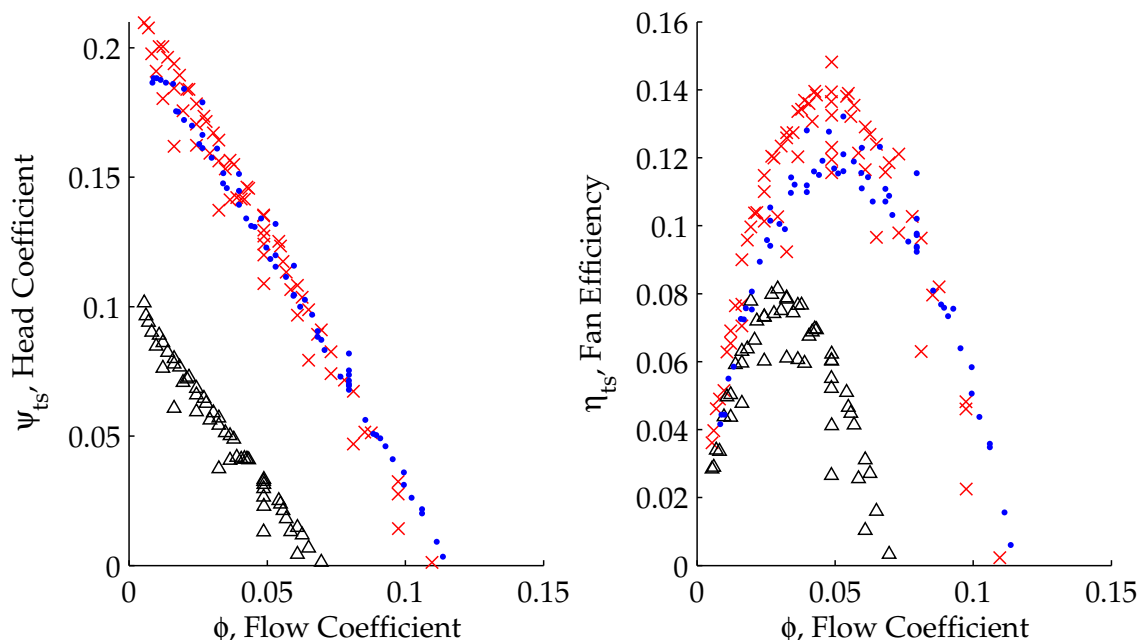 0.2
0.15
0.1
0.05
0
0 0.05 0.1 0.15
ψts, Head Coefficient
ϕ, Flow Coefficient
0.16
0.14
0.12
0.1
0.08
0.06
0.04
0.02
0
0 0.05 0.1 0.15
ηts, Fan Efficiency
ϕ, Flow Coefficient